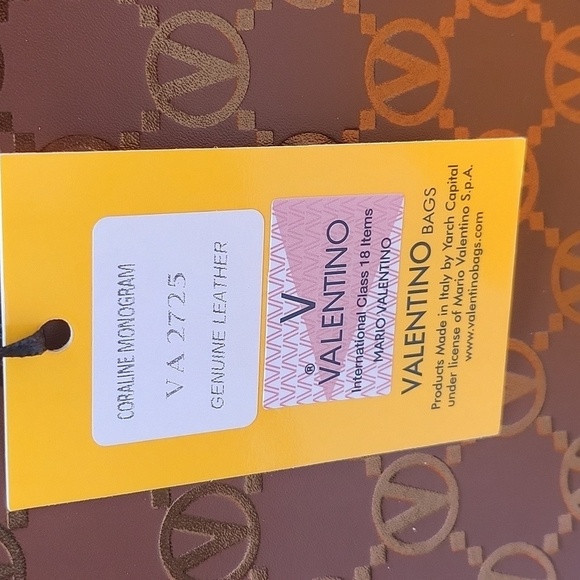 CORALINE MONOGRAM
VA 2725
GENUINE LEATHER
V
®VALENTINO
International Class 18 Items
MARIO VALENTINO
VALENTINO BAGS
Products Made in Italy by Yarch Capital
under license of Mario Valentino S.p.A.
www.valentinobags.com